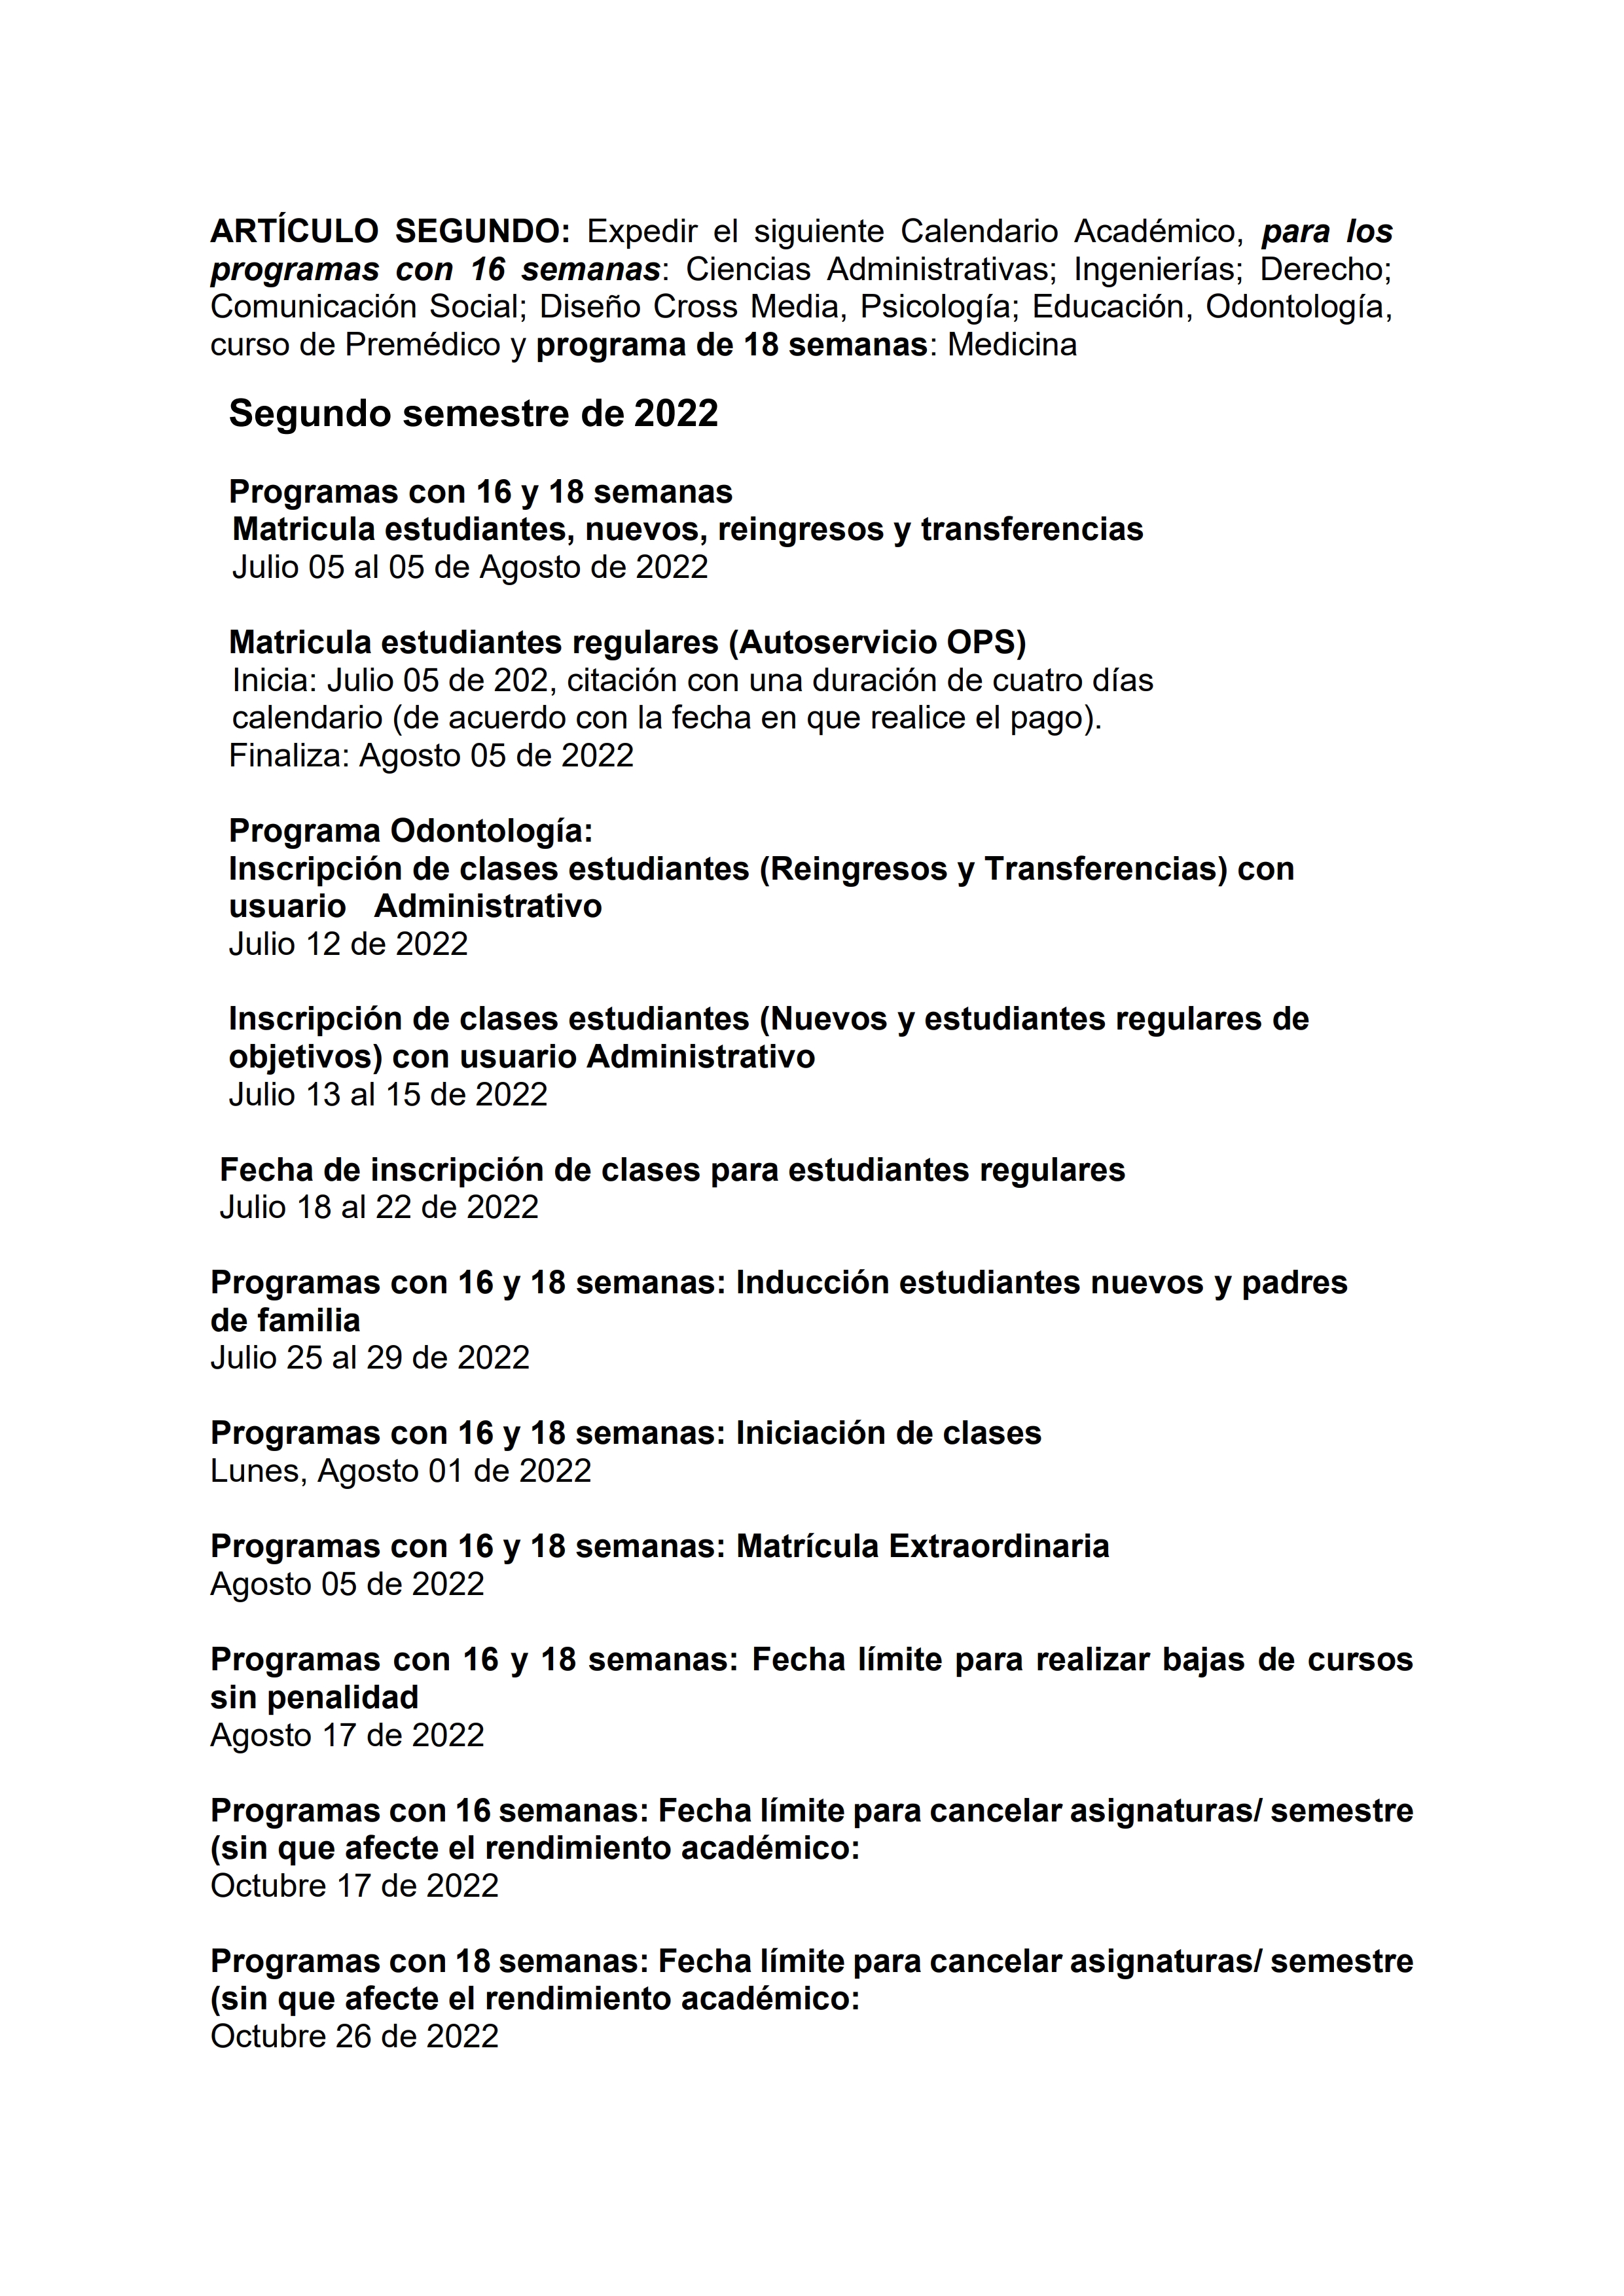 ARTÍCULO SEGUNDO: Expedir el siguiente Calendario Académico, para los
programas con 16 semanas: Ciencias Administrativas; Ingenierías; Derecho;
Comunicación Social; Diseño Cross Media, Psicología; Educación, Odontología,
curso de Premédico y programa de 18 semanas: Medicina
Segundo semestre de 2022
Programas con 16 y 18 semanas
Matricula estudiantes, nuevos, reingresos y transferencias
Julio 05 al 05 de Agosto de 2022
Matricula estudiantes regulares (Autoservicio OPS)
Inicia: Julio 05 de 202, citación con una duración de cuatro días
calendario (de acuerdo con la fecha en que realice el pago).
Finaliza: Agosto 05 de 2022
Programa Odontología:
Inscripción de clases estudiantes (Reingresos y Transferencias) con
usuario Administrativo
Julio 12 de 2022
Inscripción de clases estudiantes (Nuevos y estudiantes regulares de
objetivos) con usuario Administrativo
Julio 13 al 15 de 2022
Fecha de inscripción de clases para estudiantes regulares
Julio 18 al 22 de 2022
Programas con 16 y 18 semanas: Inducción estudiantes nuevos y padres
de familia
Julio 25 al 29 de 2022
Programas con 16 y 18 semanas: Iniciación de clases
Lunes, Agosto 01 de 2022
Programas con 16 y 18 semanas: Matrícula Extraordinaria
Agosto 05 de 2022
Programas con 16 y 18 semanas: Fecha límite para realizar bajas de cursos
sin penalidad
Agosto 17 de 2022
Programas con 16 semanas: Fecha límite para cancelar asignaturas/ semestre
(sin que afecte el rendimiento académico:
Octubre 17 de 2022
Programas con 18 semanas: Fecha límite para cancelar asignaturas/ semestre
(sin que afecte el rendimiento académico:
Octubre 26 de 2022